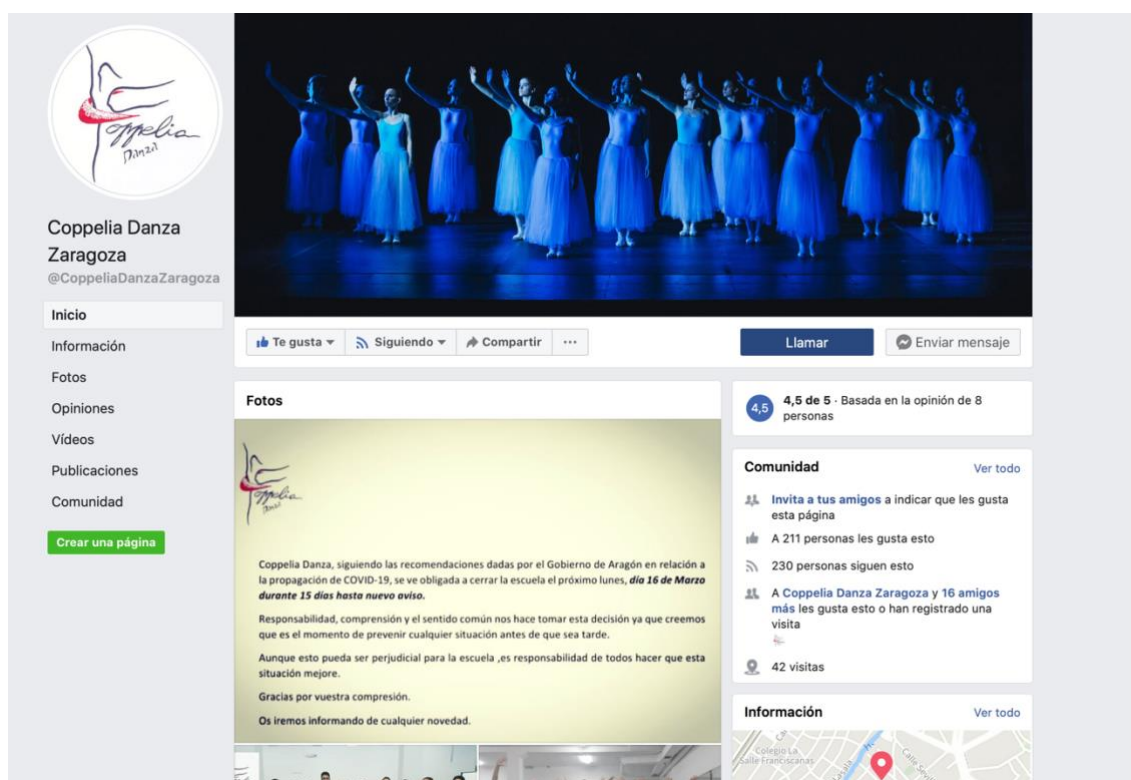 Coppelia
Danza
Coppelia Danza
Zaragoza
@CoppeliaDanzaZaragoza
Inicio
Información
Fotos
Opiniones
Vídeos
Publicaciones
Comunidad
Crear una página
Te gusta
Siguiendo
Compartir
Llamar
Enviar mensaje
Fotos
Coppelia
Danza
Coppelia Danza, siguiendo las recomendaciones dadas por el Gobierno de Aragón en relación a
la propagación de COVID-19, se ve obligada a cerrar la escuela el próximo lunes, día 16 de Marzo
durante 15 días hasta nuevo aviso.
Responsabilidad, comprensión y el sentido común nos hace tomar esta decisión ya que creemos
que es el momento de prevenir cualquier situación antes de que sea tarde.
Aunque esto pueda ser perjudicial para la escuela ,es responsabilidad de todos hacer que esta
situación mejore.
Gracias por vuestra compresión.
Os iremos informando de cualquier novedad.
4,5
4,5 de 5 · Basada en la opinión de 8
personas
Comunidad
Ver todo
Invita a tus amigos a indicar que les gusta
esta página
A 211 personas les gusta esto
230 personas siguen esto
A Coppelia Danza Zaragoza y 16 amigos
más les gusta esto o han registrado una
visita
42 visitas
Información
Ver todo
Colegio La
Salle Franciscanas